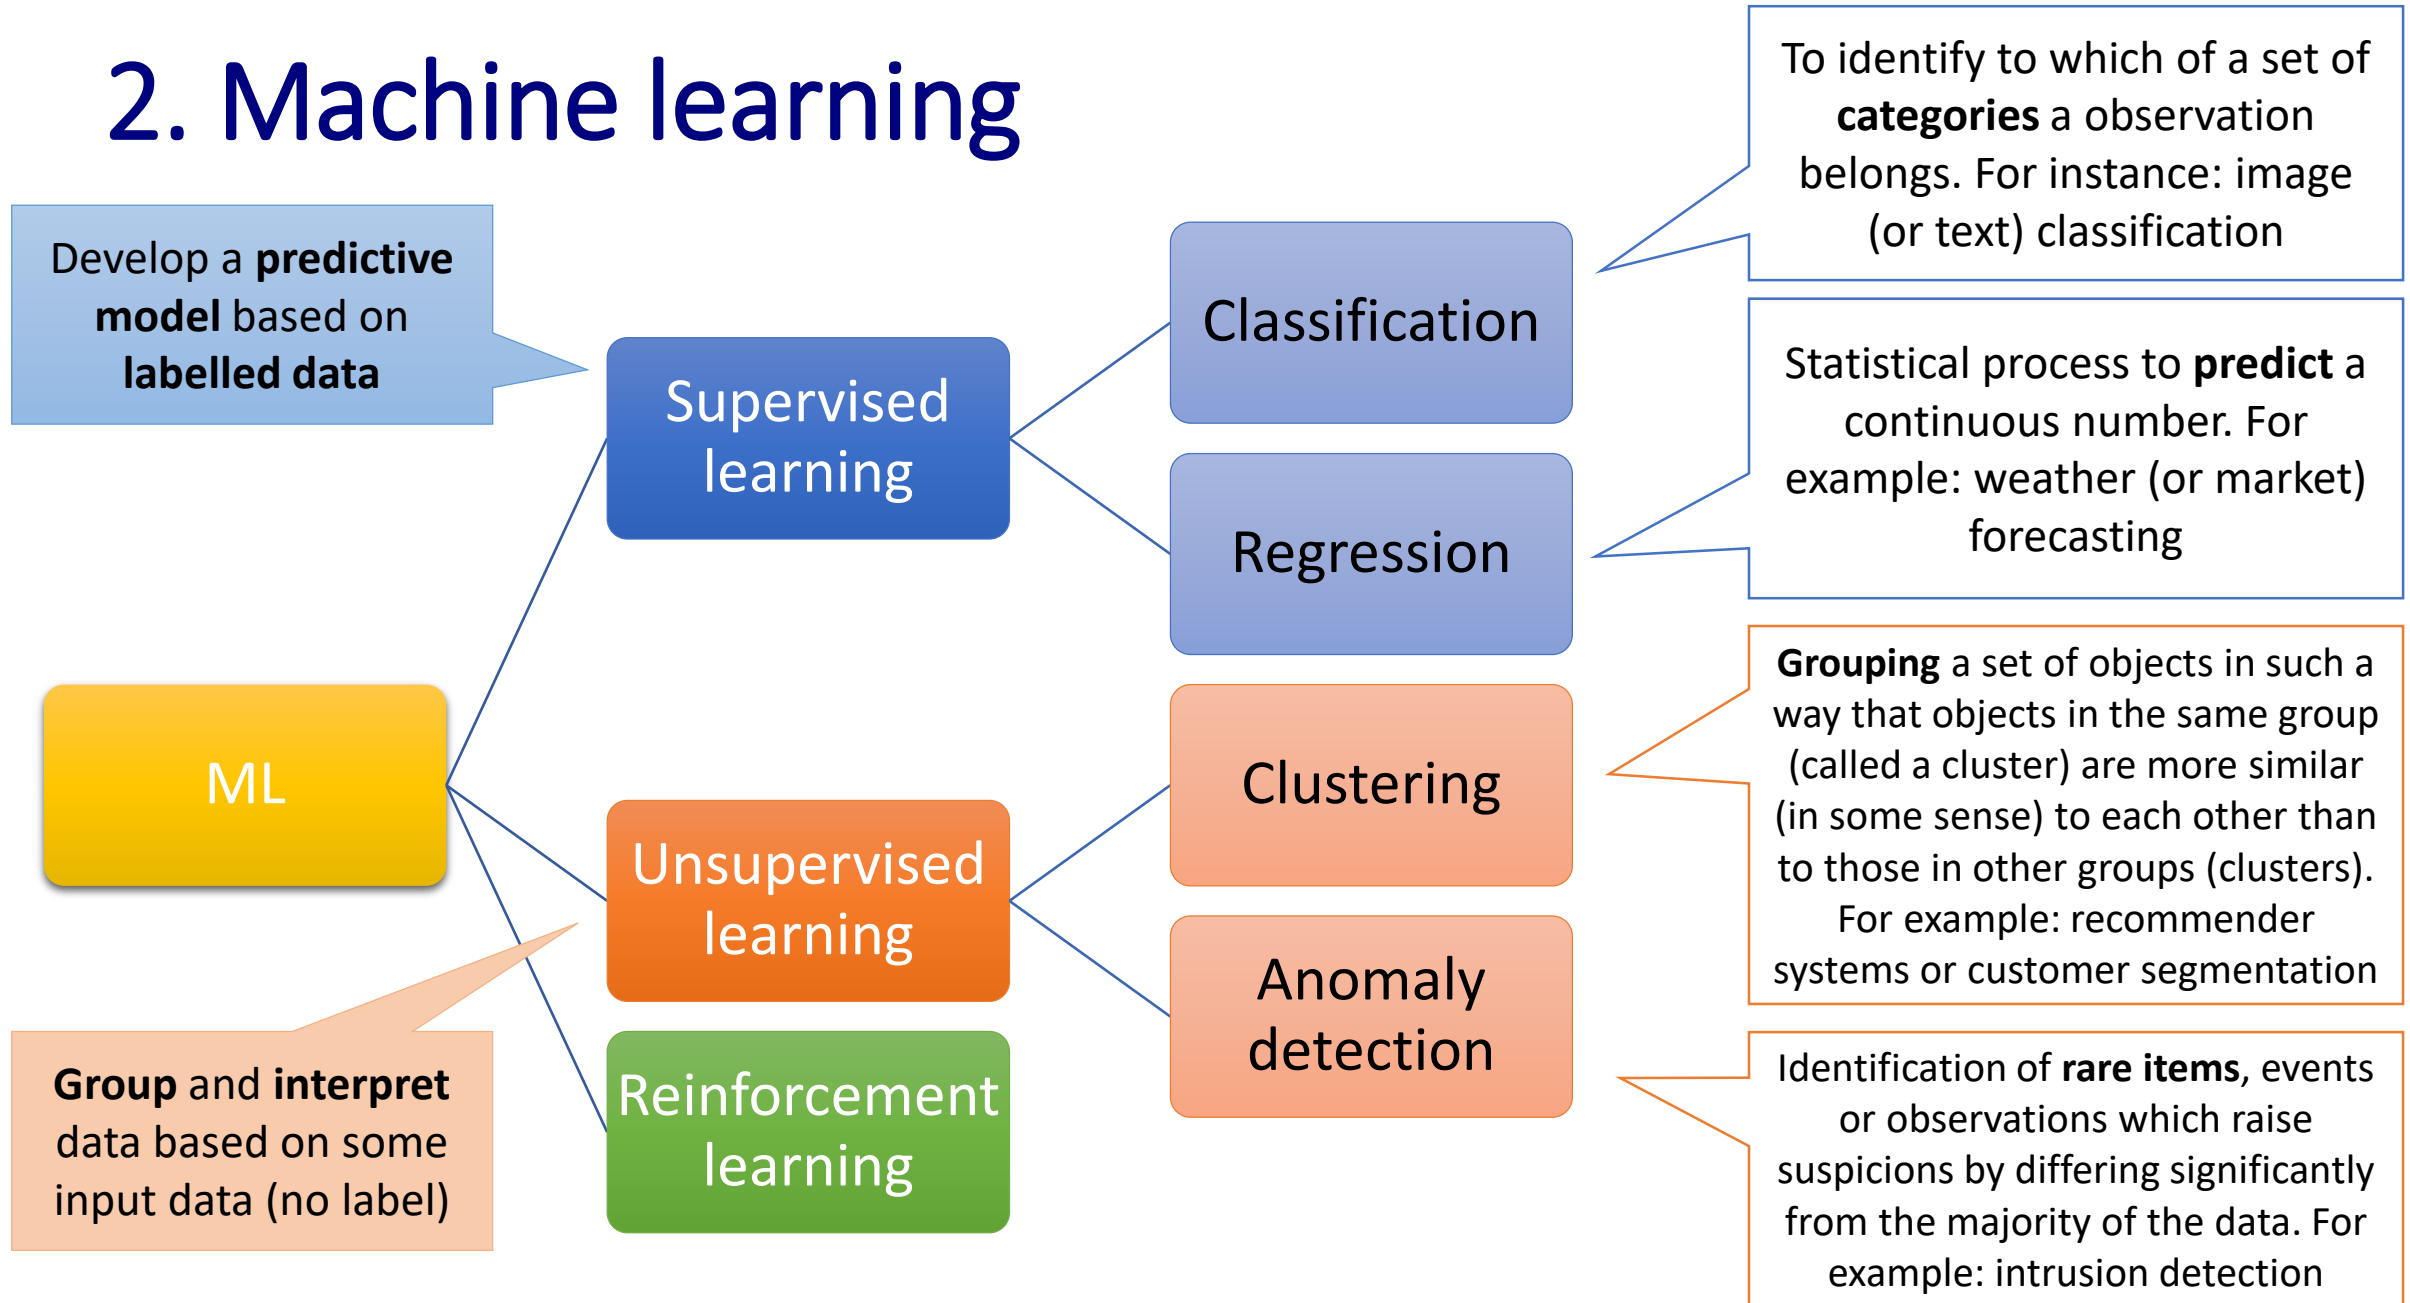 2. Machine learning
Develop a predictive
model based on
labelled data
ML
Group and interpret
data based on some
input data (no label)
Supervised
learning
Unsupervised
learning
Reinforcement
learning
Classification
Regression
Clustering
Anomaly
detection
To identify to which of a set of
categories a observation
belongs. For instance: image
(or text) classification
Statistical process to predict a
continuous number. For
example: weather (or market)
forecasting
Grouping a set of objects in such a
way that objects in the same group
(called a cluster) are more similar
(in some sense) to each other than
to those in other groups (clusters).
For example: recommender
systems or customer segmentation
Identification of rare items, events
or observations which raise
suspicions by differing significantly
from the majority of the data. For
example: intrusion detection